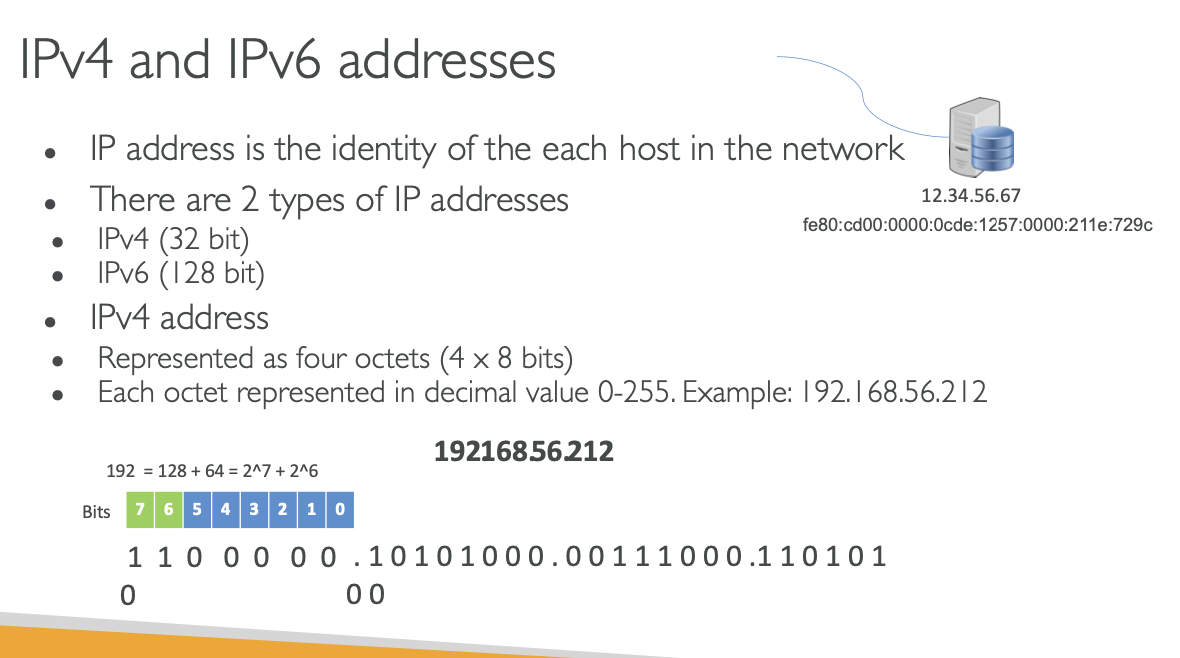 IPv4 and IPv6 addresses
• IP address is the identity of the each host in the network
• There are 2 types of IP addresses
• IPv4 (32 bit)
• IPv6 (128 bit)
• IPv4 address
• Represented as four octets (4 x 8 bits)
• Each octet represented in decimal value 0-255. Example: 192.168.56.212
12.34.56.67
fe80:cd00:0000:0cde:1257:0000:211e:729c
192168.56.212
192 = 128 + 64 = 2^7 + 2^6
Bits 7 6 5 4 3 2 1 0
1 1 0 0 0 0 0 .10101000.00111000.110101
0 00